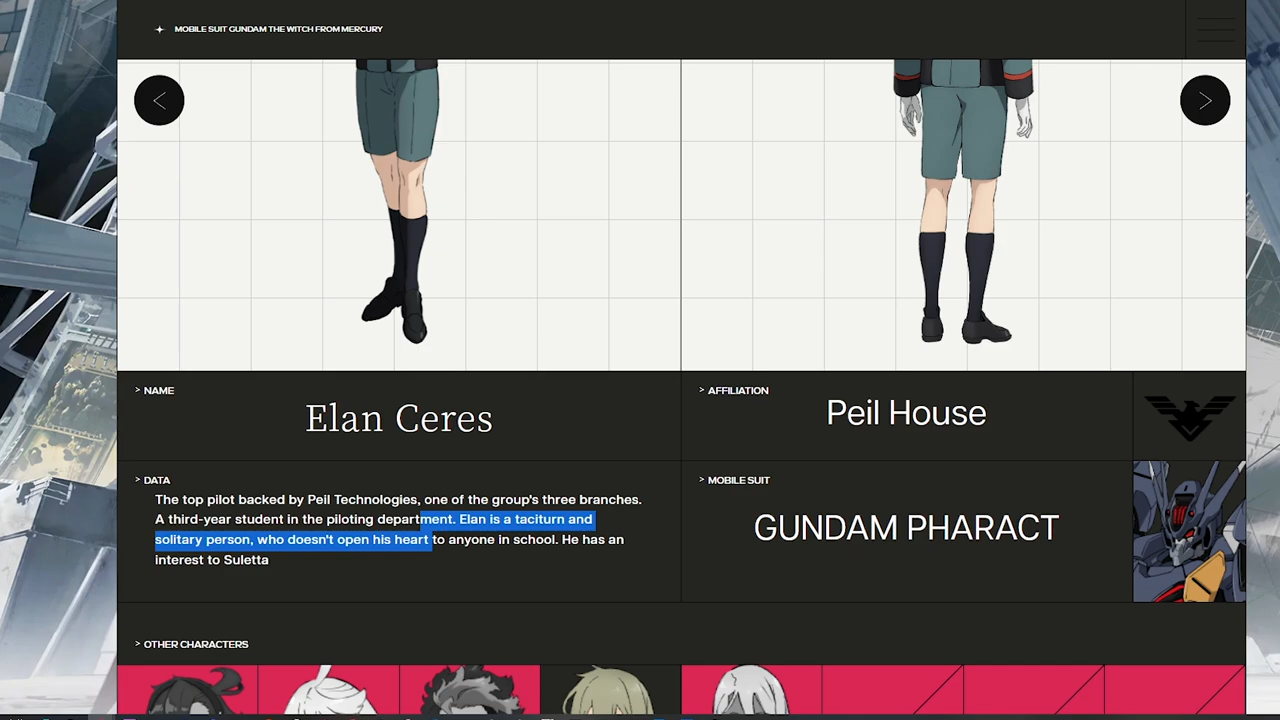 MOBILE SUIT GUNDAM THE WITCH FROM MERCURY
> NAME
Elan Ceres
> AFFILIATION
Peil House
> DATA
The top pilot backed by Peil Technologies, one of the group's three branches.
A third-year student in the piloting department. Elan is a taciturn and
solitary person, who doesn't open his heart to anyone in school. He has an
interest to Suletta
> MOBILE SUIT
GUNDAM PHARACT
> OTHER CHARACTERS